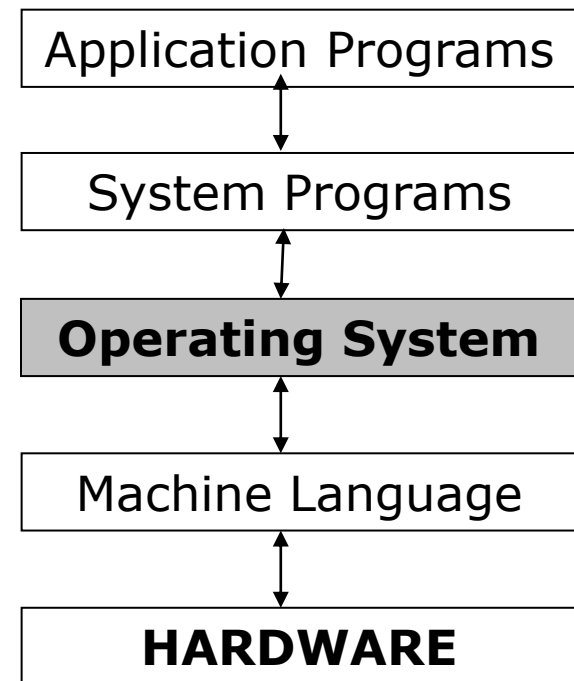 Application Programs
System Programs
Operating System
Machine Language
HARDWARE